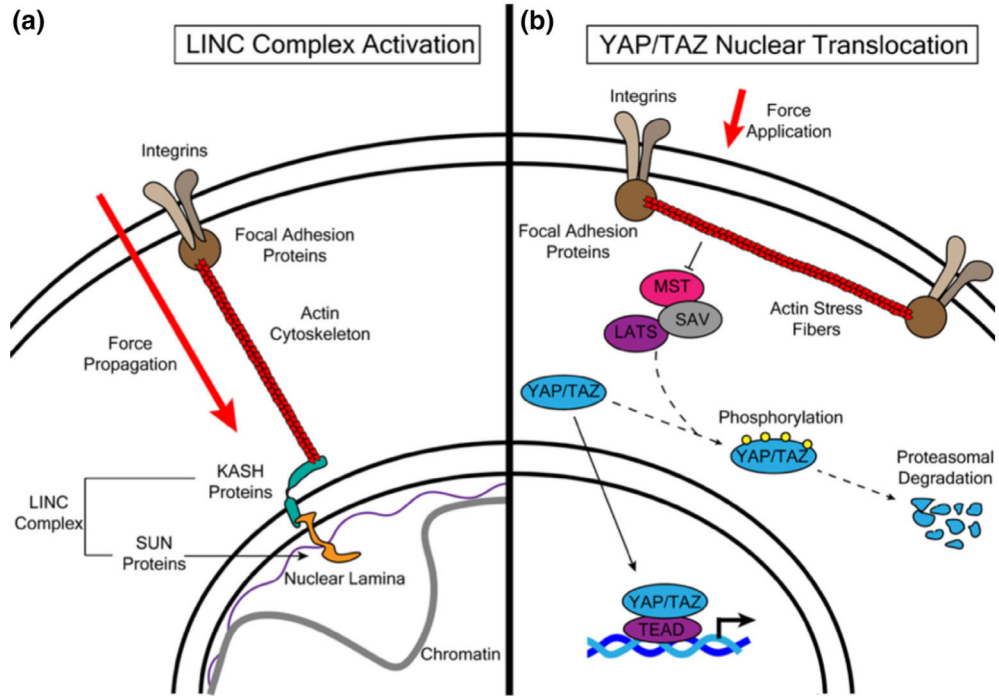 (a)
LINC Complex Activation
Integrins
Focal Adhesion
Proteins
Actin
Cytoskeleton
Force
Propagation
KASH
Proteins
LINC
Complex
SUN
Proteins
Nuclear Lamina
Chromatin
(b)
YAP/TAZ Nuclear Translocation
Integrins
Force
Application
Focal Adhesion
Proteins
MST
SAV
LATS
Actin Stress
Fibers
YAP/TAZ
Phosphorylation
YAP/TAZ
Proteasomal
Degradation
YAP/TAZ
TEAD